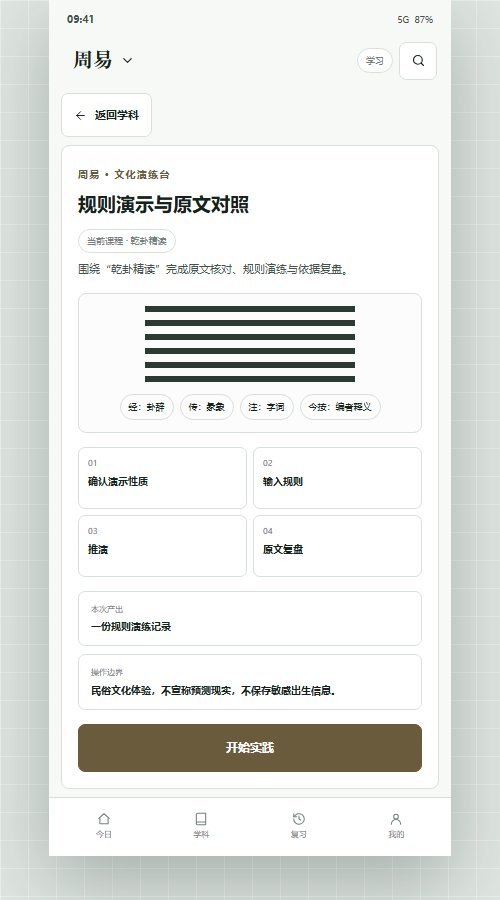 09:41
5G 87%
周易
学习
返回学科
周易 · 文化演练台
规则演示与原文对照
当前课程 · 乾卦精读
围绕“乾卦精读”完成原文核对、规则演练与依据复盘。
经：卦辞
传：彖象
注：字词
今按：编者释义
01
确认演示性质
02
输入规则
03
推演
04
原文复盘
本次产出
一份规则演练记录
操作边界
民俗文化体验，不宣称预测现实，不保存敏感出生信息。
开始实践
今日
学科
复习
我的